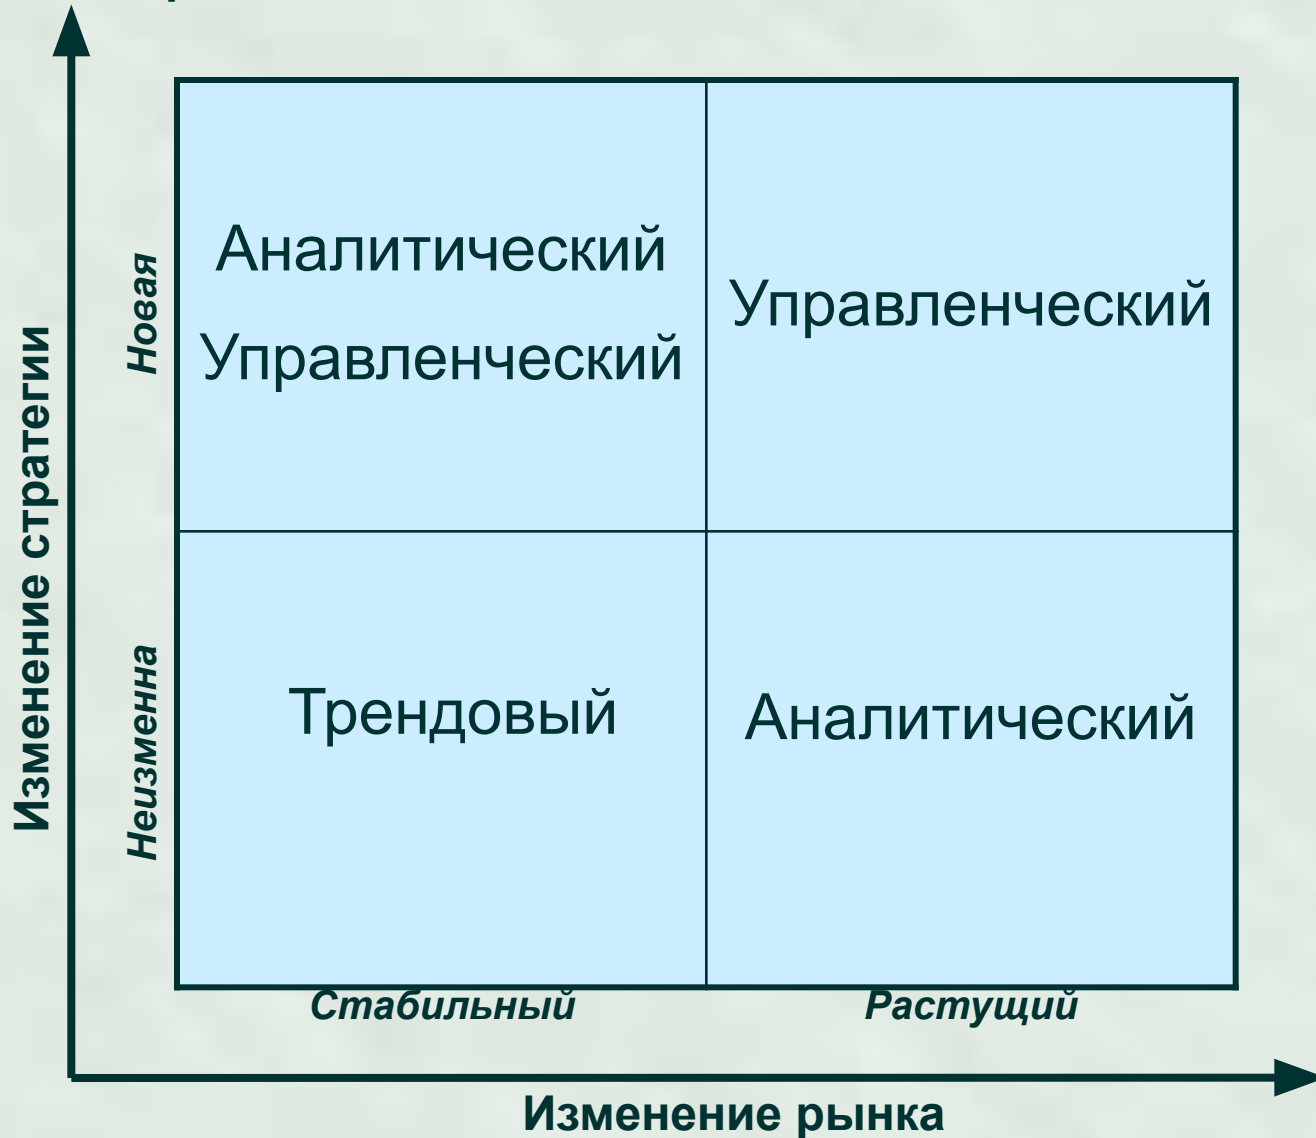 Изменение стратегии
Новая
Неизменна
Аналитический
Управленческий
Управленческий
Трендовый
Аналитический
Стабильный
Растущий
Изменение рынка